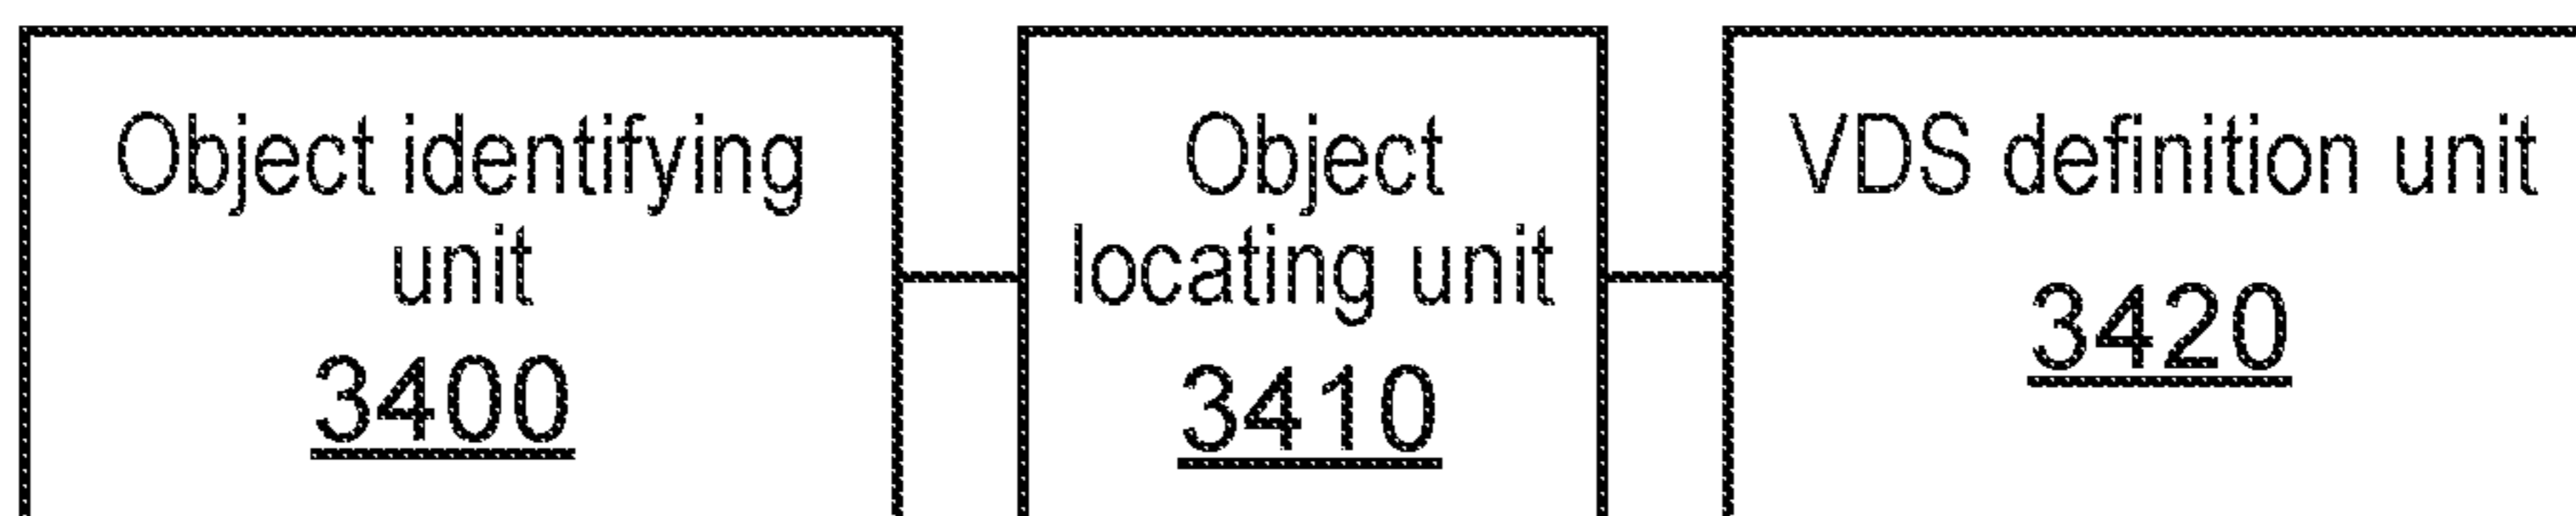 Object identifying
unit
3400
Object
locating unit
3410
VDS definition unit
3420